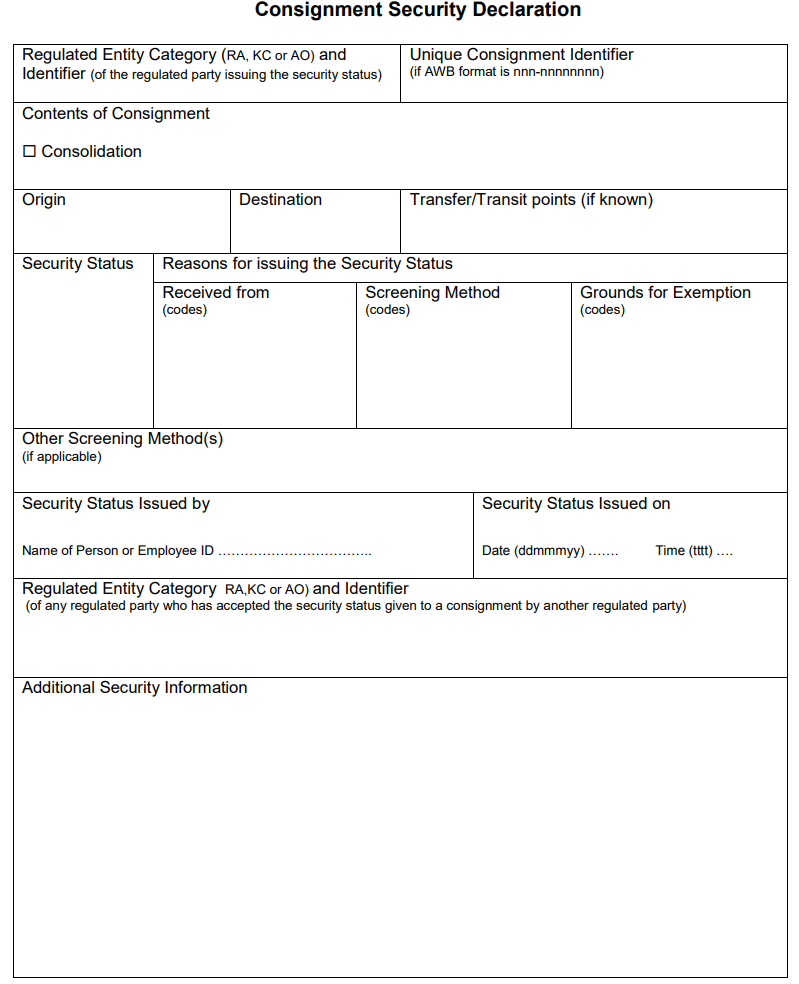 Consignment Security Declaration
Regulated Entity Category (RA, KC or AO) and
Identifier (of the regulated party issuing the security status)
Unique Consignment Identifier
(if AWB format is nnn-nnnnnnnn)
Contents of Consignment
☐ Consolidation
Origin
Destination
Transfer/Transit points (if known)
Security Status
Reasons for issuing the Security Status
Received from
(codes)
Screening Method
(codes)
Grounds for Exemption
(codes)
Other Screening Method(s)
(if applicable)
Security Status Issued by
Name of Person or Employee ID ……………………………..
Security Status Issued on
Date (ddmmmyy) ……. Time (tttt) ….
Regulated Entity Category RA,KC or AO) and Identifier
(of any regulated party who has accepted the security status given to a consignment by another regulated party)
Additional Security Information